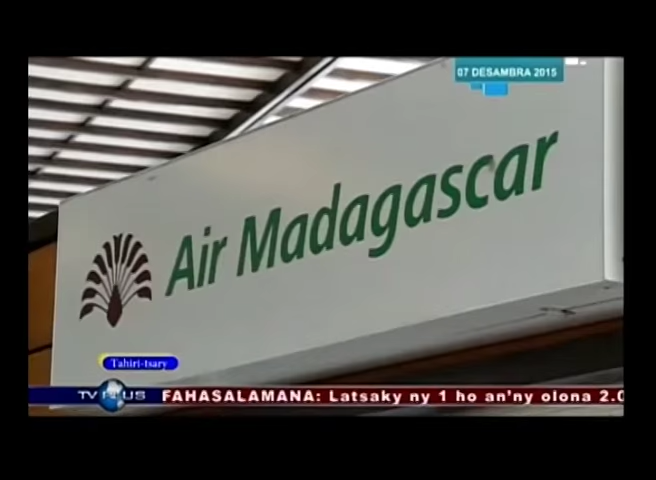 07 DESAMBRA 2015
Air Madagascar
Tahiri-tsary
TV PLUS
FAHASALAMANA: Latsaky ny 1 ho an'ny olona 2.0